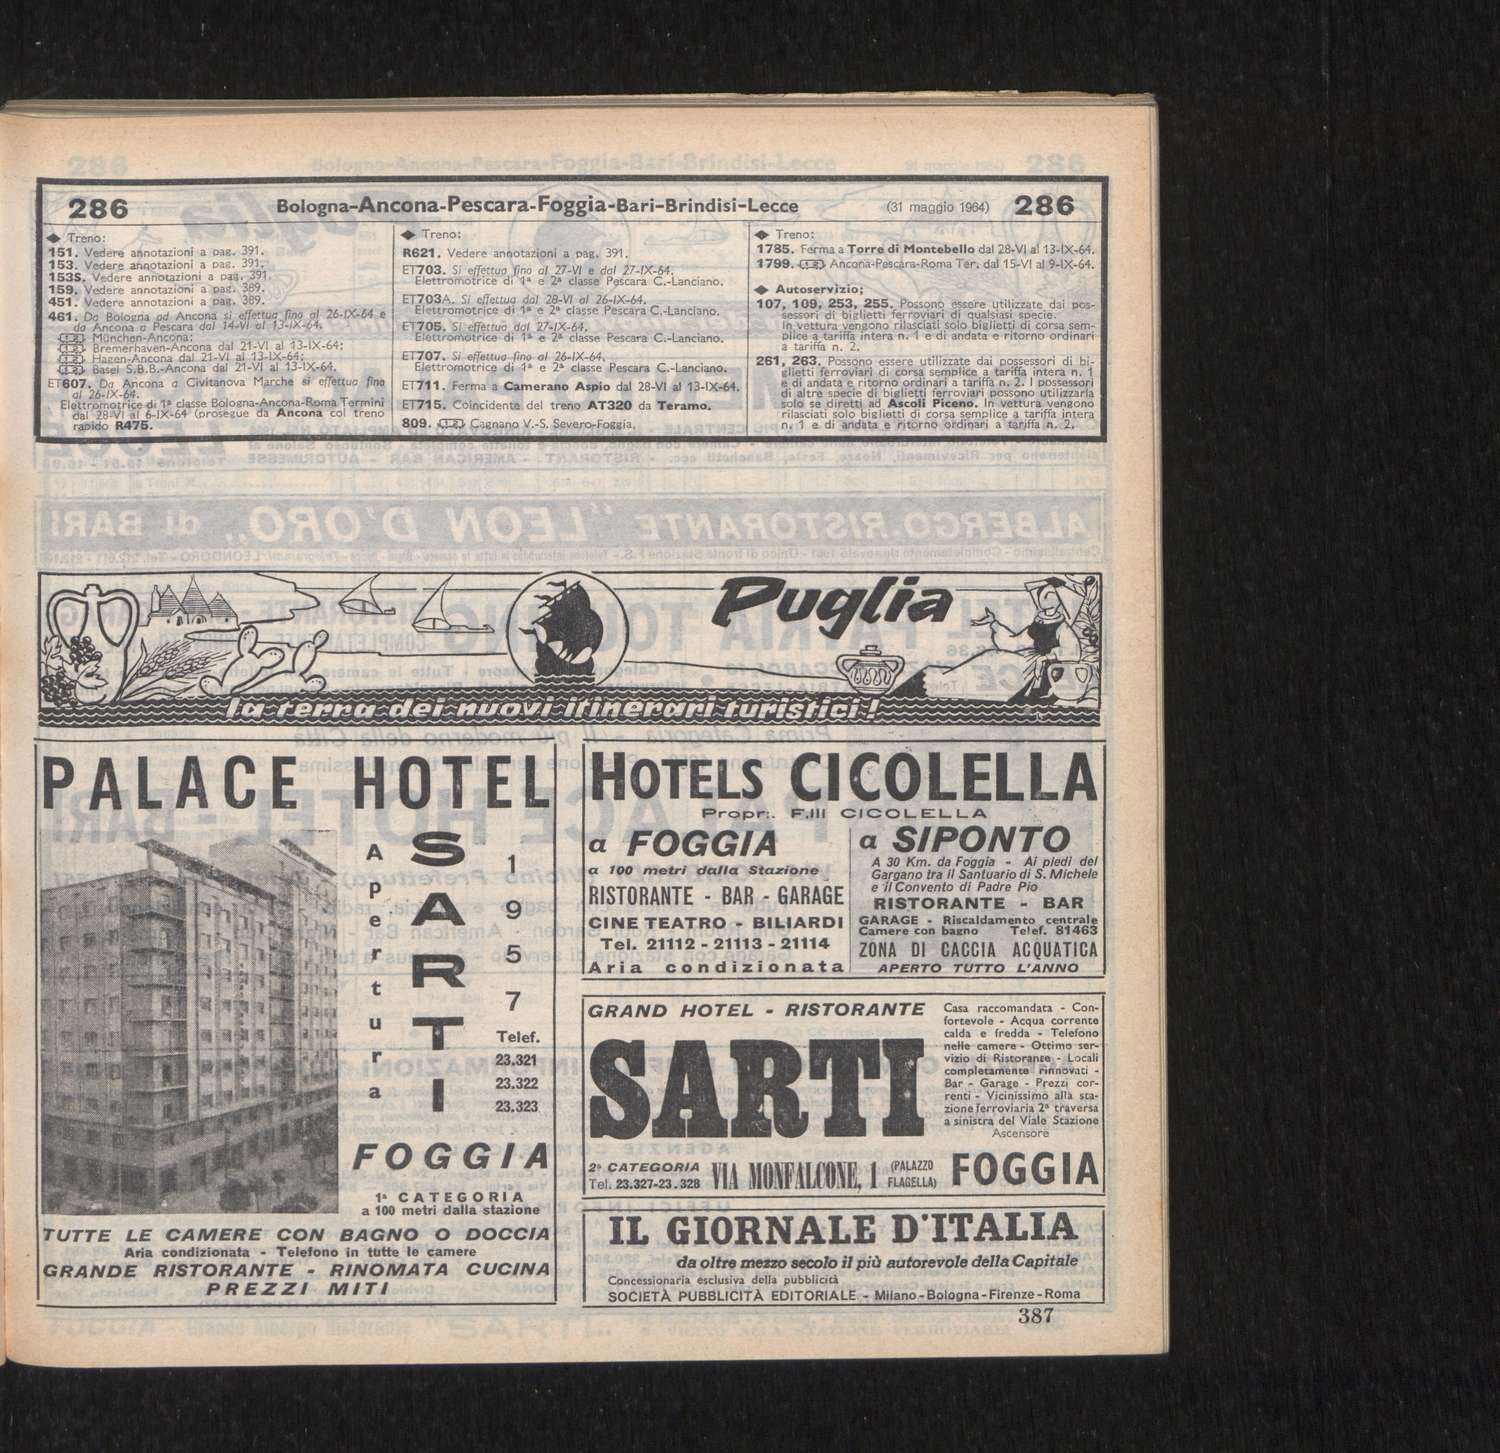 286
Bologna-Ancona-Pescara-Foggia-Bari-Brindisi-Lecce
(31 maggio 1964)
286
◆ Treno:
151. Vedere annotazioni a pag. 391.
153. Vedere annotazioni a pag. 391.
153S. Vedere annotazioni a pag. 391.
159. Vedere annotazioni a pag. 389.
451. Vedere annotazioni a pag. 389.
461. Da Bologna ad Ancona si effettua fino al 26-IX-64 e
da Ancona a Pescara dal 14-VI al 13-IX-64.
München-Ancona;
Bremerhaven-Ancona dal 21-VI al 13-IX-64;
Hagen-Ancona dal 21-VI al 13-IX-64;
Basel S.B.B.-Ancona dal 21-VI al 13-IX-64.
ET607. Da Ancona a Civitanova Marche si effettua fino
al 26-IX-64.
Elettromotrice di 1ª classe Bologna-Ancona-Roma Termini
dal 28-VI al 6-IX-64 (prosegue da Ancona col treno
rapido R475.
◆ Treno:
R621. Vedere annotazioni a pag. 391.
ET703. Si effettua fino al 27-VI e dal 27-IX-64.
Elettromotrice di 1ª e 2ª classe Pescara C.-Lanciano.
ET703A. Si effettua dal 28-VI al 26-IX-64.
Elettromotrice di 1ª e 2ª classe Pescara C.-Lanciano.
ET705. Si effettua dal 27-IX-64.
Elettromotrice di 1ª e 2ª classe Pescara C.-Lanciano.
ET707. Si effettua fino al 26-IX-64.
Elettromotrice di 1ª e 2ª classe Pescara C.-Lanciano.
ET711. Ferma a Camerano Aspio dal 28-VI al 13-IX-64.
ET715. Coincidente del treno AT320 da Teramo.
809. Cagnano V.-S. Severo-Foggia.
◆ Treno:
1785. Ferma a Torre di Montebello dal 28-VI al 13-IX-64.
1799. Ancona-Pescara-Roma Ter. dal 15-VI al 9-IX-64.
◆ Autoservizio:
107, 109, 253, 255. Possono essere utilizzate dai pos-
sessori di biglietti ferroviari di qualsiasi specie.
In vettura vengono rilasciati solo biglietti di corsa sem-
plice a tariffa intera n. 1 e di andata e ritorno ordinari
a tariffa n. 2.
261, 263. Possono essere utilizzate dai possessori di bi-
glietti ferroviari di corsa semplice a tariffa intera n. 1
e di andata e ritorno ordinari a tariffa n. 2. I possessori
di altre specie di biglietti ferroviari possono utilizzarla
solo se diretti ad Ascoli Piceno. In vettura vengono
rilasciati solo biglietti di corsa semplice a tariffa intera
n. 1 e di andata e ritorno ordinari a tariffa n. 2.
Puglia
la terra dei nuovi itinerari turistici!
PALACE HOTEL
SARTI
Apertura
1957
Telef.
23.321
23.322
23.323
FOGGIA
1ª CATEGORIA
a 100 metri dalla stazione
TUTTE LE CAMERE CON BAGNO O DOCCIA
Aria condizionata - Telefono in tutte le camere
GRANDE RISTORANTE - RINOMATA CUCINA
PREZZI MITI
HOTELS CICOLELLA
Propr.: F.lli CICOLELLA
a FOGGIA
a 100 metri dalla Stazione
RISTORANTE - BAR - GARAGE
CINE TEATRO - BILIARDI
Tel. 21112 - 21113 - 21114
Aria condizionata
a SIPONTO
A 30 Km. da Foggia - Ai piedi del
Gargano tra il Santuario di S. Michele
e il Convento di Padre Pio
RISTORANTE - BAR
GARAGE - Riscaldamento centrale
Camere con bagno Telef. 81463
ZONA DI CACCIA ACQUATICA
APERTO TUTTO L'ANNO
GRAND HOTEL - RISTORANTE
SARTI
Casa raccomandata - Con-
fortevole - Acqua corrente
calda e fredda - Telefono
nelle camere - Ottimo ser-
vizio di Ristorante - Locali
completamente rinnovati -
Bar - Garage - Prezzi cor-
renti - Vicinissimo alla sta-
zione ferroviaria 2ª traversa
a sinistra del Viale Stazione
Ascensore
2ª CATEGORIA
Tel. 23.327-23.328
VIA MONFALCONE, 1
(PALAZZO
FLAGELLA)
FOGGIA
IL GIORNALE D'ITALIA
da oltre mezzo secolo il più autorevole della Capitale
Concessionaria esclusiva della pubblicità
SOCIETÀ PUBBLICITÀ EDITORIALE - Milano - Bologna - Firenze - Roma
387